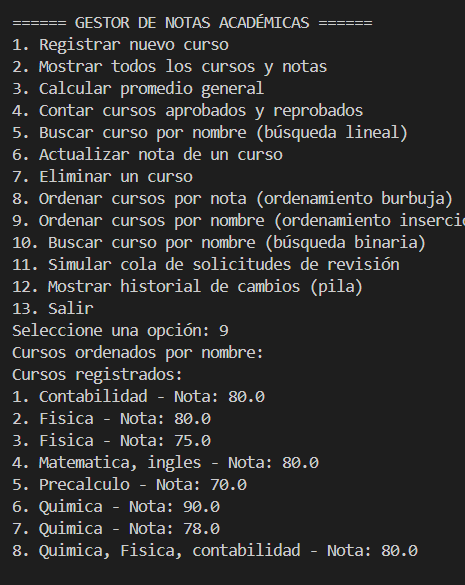 ====== GESTOR DE NOTAS ACADÉMICAS ======
1. Registrar nuevo curso
2. Mostrar todos los cursos y notas
3. Calcular promedio general
4. Contar cursos aprobados y reprobados
5. Buscar curso por nombre (búsqueda lineal)
6. Actualizar nota de un curso
7. Eliminar un curso
8. Ordenar cursos por nota (ordenamiento burbuja)
9. Ordenar cursos por nombre (ordenamiento inserci
10. Buscar curso por nombre (búsqueda binaria)
11. Simular cola de solicitudes de revisión
12. Mostrar historial de cambios (pila)
13. Salir
Seleccione una opción: 9
Cursos ordenados por nombre:
Cursos registrados:
1. Contabilidad - Nota: 80.0
2. Fisica - Nota: 80.0
3. Fisica - Nota: 75.0
4. Matematica, ingles - Nota: 80.0
5. Precalculo - Nota: 70.0
6. Quimica - Nota: 90.0
7. Quimica - Nota: 78.0
8. Quimica, Fisica, contabilidad - Nota: 80.0